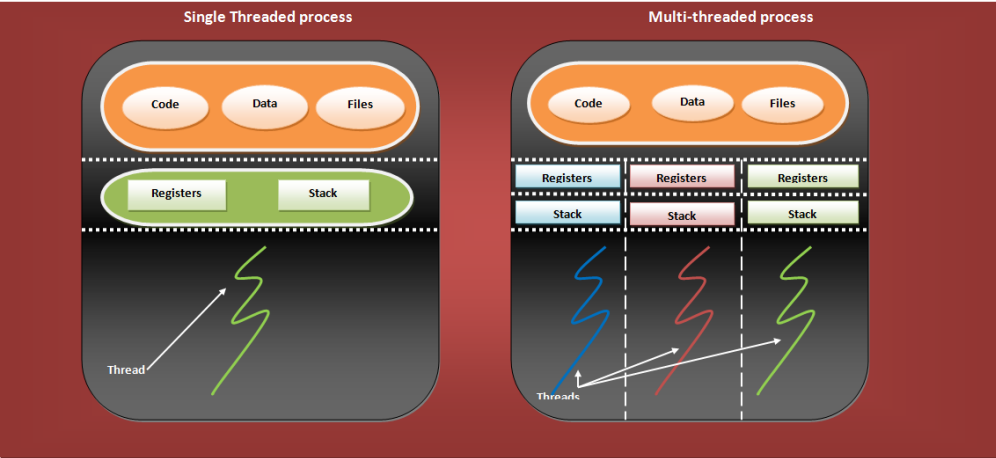 Single Threaded process
Code
Data
Files
Registers
Stack
Thread
Multi-threaded process
Code
Data
Files
Registers
Registers
Registers
Stack
Stack
Stack
Threads